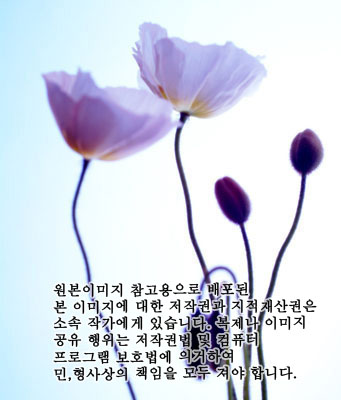 원본이미지 참고용으로 배포된
본 이미지에 대한 저작권과 지적재산권은
소속 작가에게 있습니다. 복제나 이미지
공유 행위는 저작권법 및 컴퓨터
프로그램 보호법에 의거하여
민,형사상의 책임을 모두 져야 합니다.